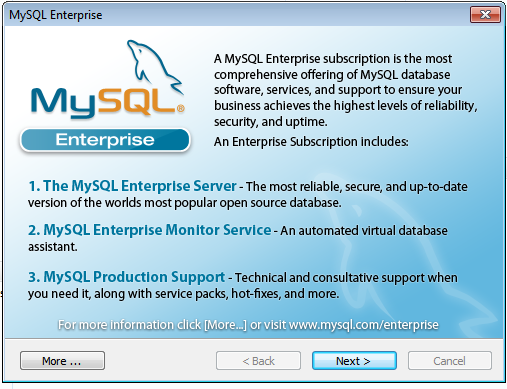 MySQL Enterprise
MySQL®
Enterprise
A MySQL Enterprise subscription is the most
comprehensive offering of MySQL database
software, services, and support to ensure your
business achieves the highest levels of reliability,
security, and uptime.
An Enterprise Subscription includes:
1. The MySQL Enterprise Server - The most reliable, secure, and up-to-date
version of the worlds most popular open source database.
2. MySQL Enterprise Monitor Service - An automated virtual database
assistant.
3. MySQL Production Support - Technical and consultative support when
you need it, along with service packs, hot-fixes, and more.
For more information click [More...] or visit www.mysql.com/enterprise
More ...
< Back
Next >
Cancel